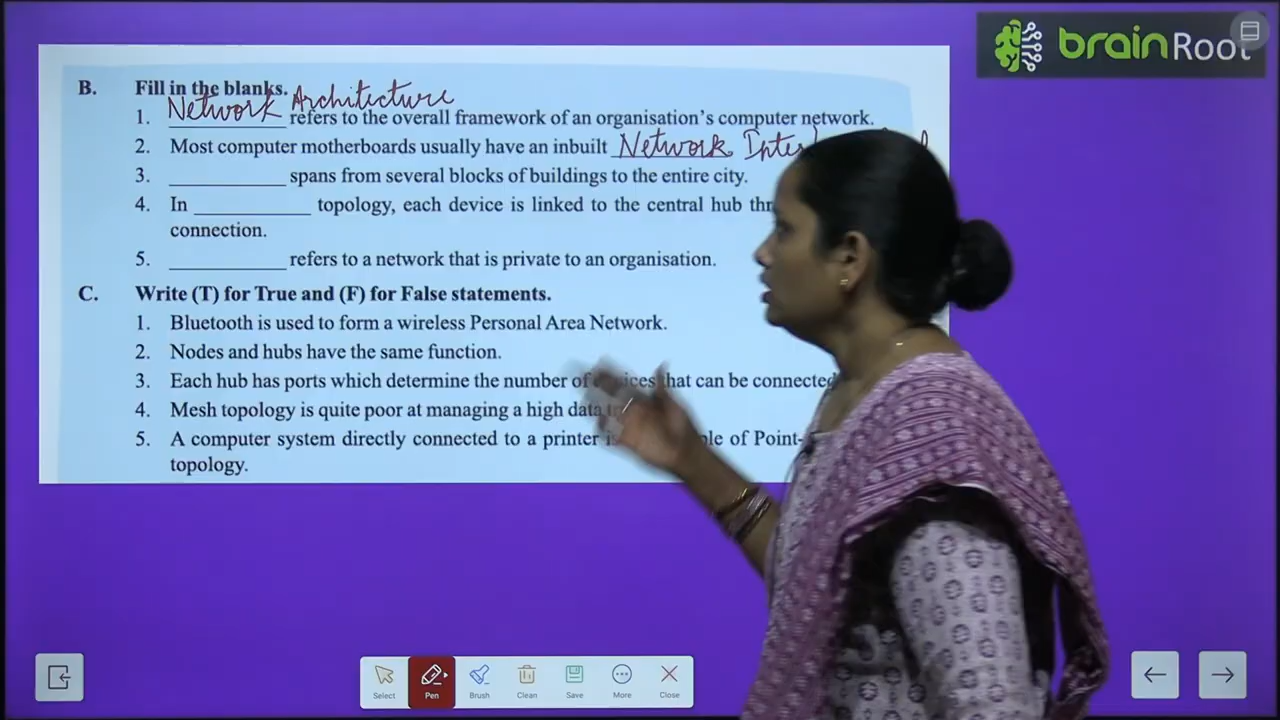 brainRoot
B. Fill in the blanks.
Network Architecture
1. __________ refers to the overall framework of an organisation's computer network.
2. Most computer motherboards usually have an inbuilt Network
3. __________ spans from several blocks of buildings to the entire city.
4. In __________ topology, each device is linked to the central hub
connection.
5. __________ refers to a network that is private to an organisation.
C. Write (T) for True and (F) for False statements.
1. Bluetooth is used to form a wireless Personal Area Network.
2. Nodes and hubs have the same function.
3. Each hub has ports which determine the number of that can be connected
4. Mesh topology is quite poor at managing a high data
5. A computer system directly connected to a printer of Point-
topology.
Select Pen Brush Clean Save More Close